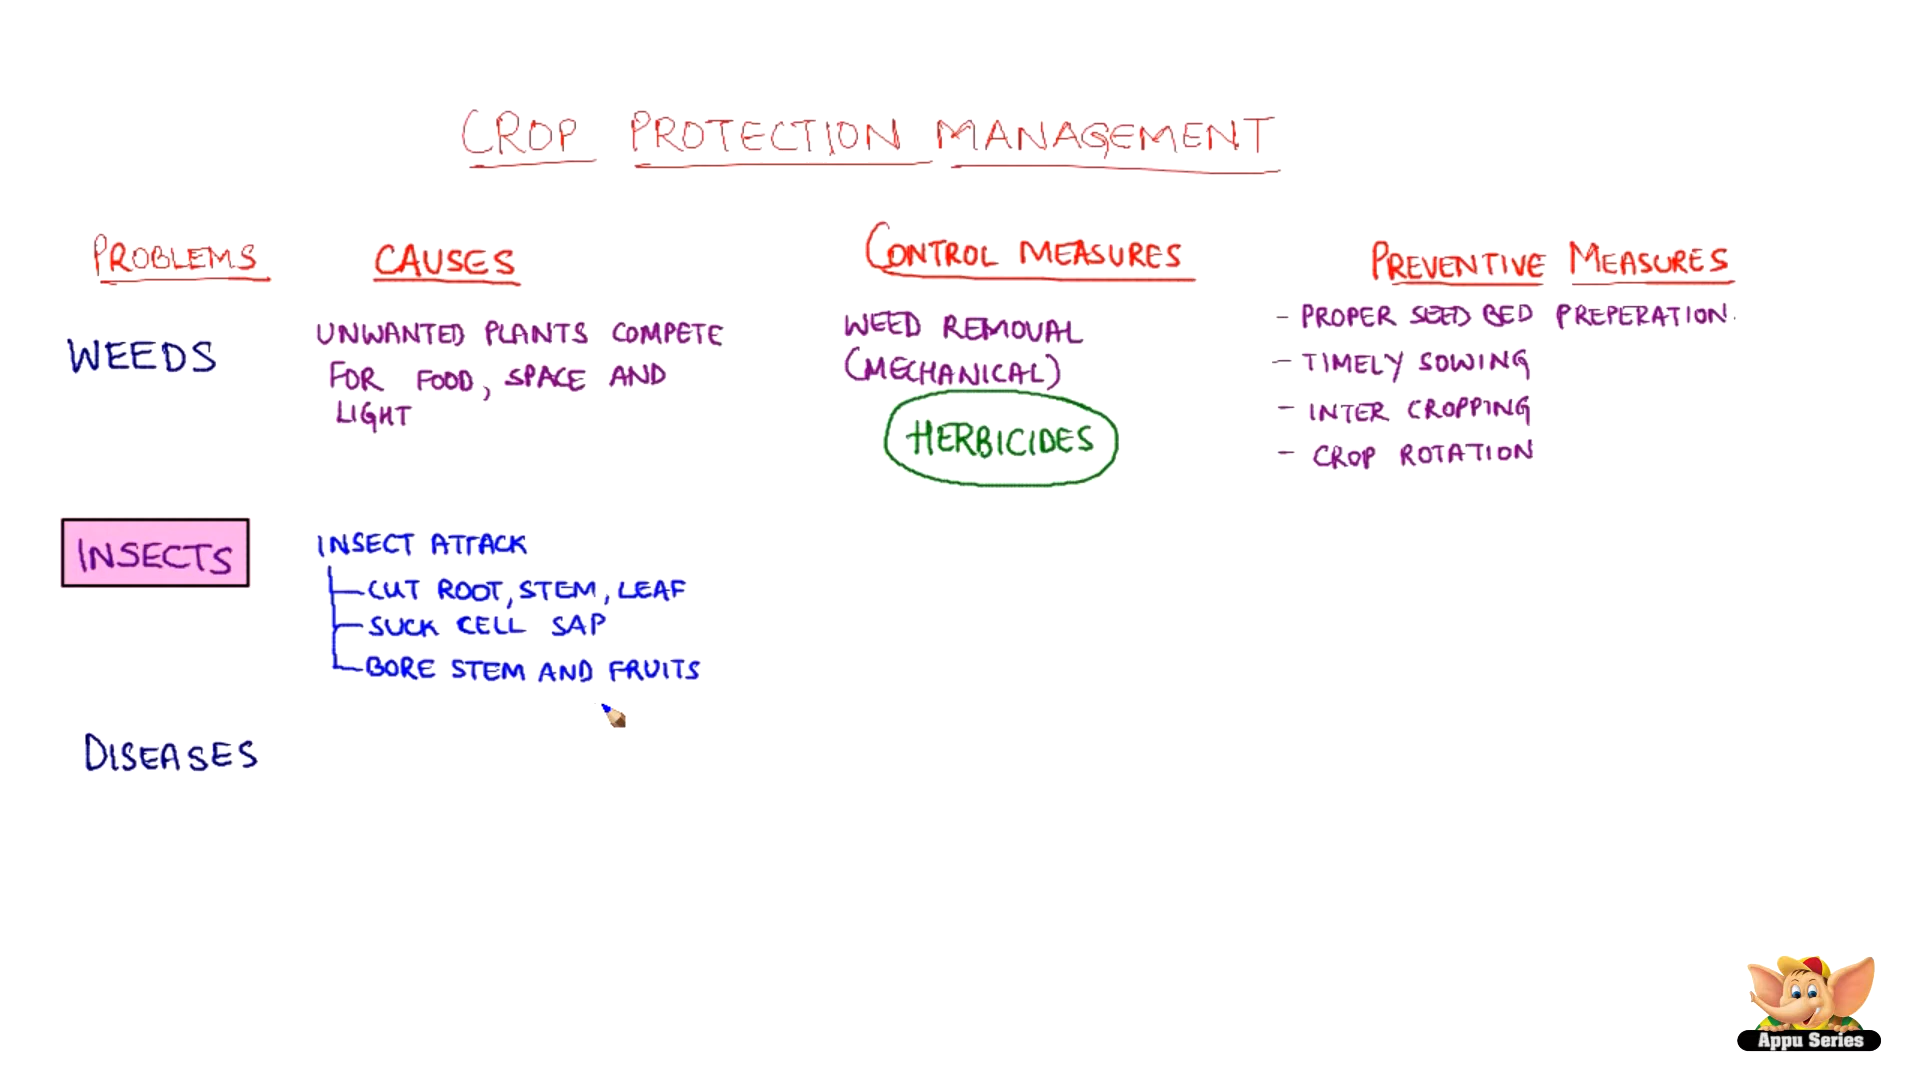 CROP PROTECTION MANAGEMENT
PROBLEMS
CAUSES
CONTROL MEASURES
PREVENTIVE MEASURES
WEEDS
UNWANTED PLANTS COMPETE
FOR FOOD, SPACE AND
LIGHT
WEED REMOVAL
(MECHANICAL)
HERBICIDES
- PROPER SEED BED PREPERATION.
- TIMELY SOWING
- INTER CROPPING
- CROP ROTATION
INSECTS
INSECT ATTACK
CUT ROOT, STEM, LEAF
SUCK CELL SAP
BORE STEM AND FRUITS
DISEASES
Appu Series